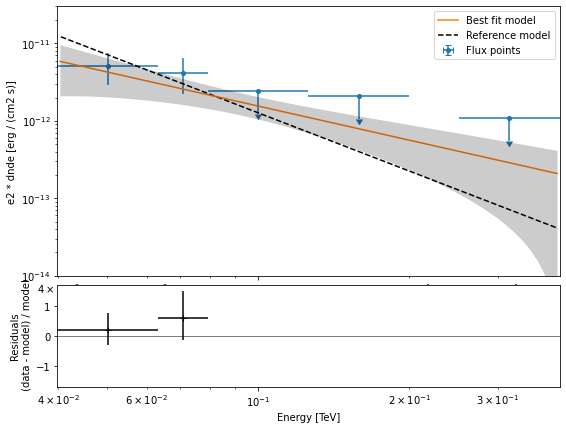 Best fit model
Reference model
Flux points
e2 * dnde [erg / (cm2 s)]
10⁻¹¹
10⁻¹²
10⁻¹³
10⁻¹⁴
4 ×
Residuals
(data - model) / model)
1
0
−1
4 × 10⁻²
6 × 10⁻²
10⁻¹
2 × 10⁻¹
3 × 10⁻¹
Energy [TeV]